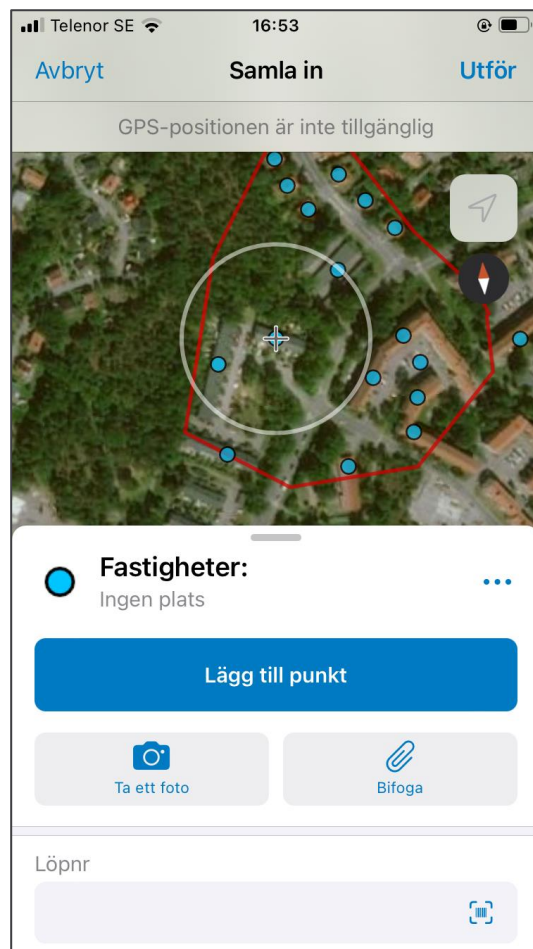 Telenor SE 16:53
Avbryt Samla in Utför
GPS-positionen är inte tillgänglig
Fastigheter:
Ingen plats
Lägg till punkt
Ta ett foto Bifoga
Löpnr